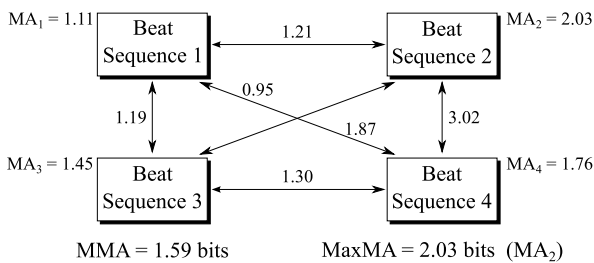 MA₁ = 1.11
Beat
Sequence 1
1.21
Beat
Sequence 2
MA₂ = 2.03
0.95
1.19
1.87
3.02
MA₃ = 1.45
Beat
Sequence 3
1.30
Beat
Sequence 4
MA₄ = 1.76
MMA = 1.59 bits
MaxMA = 2.03 bits (MA₂)